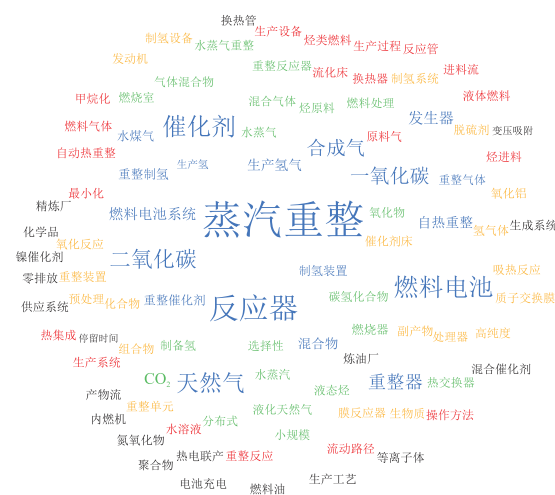 换热管
生产设备
制氢设备
水蒸气重整
烃类燃料
生产过程
反应管
发动机
重整反应器
流化床
换热器
制氢系统
进料流
气体混合物
甲烷化
燃烧室
混合气体
烃原料
燃料处理
液体燃料
燃料气体
水煤气
催化剂
水蒸气
合成气
原料气
发生器
脱硫剂
变压吸附
自动热重整
重整制氢
生产氢
生产氢气
一氧化碳
重整气体
烃进料
最小化
氧化铝
精炼厂
燃料电池系统
蒸汽重整
氧化物
自热重整
氢气体
生成系统
化学品
氧化反应
催化剂床
镍催化剂
二氧化碳
零排放
重整装置
制氢装置
燃料电池
吸热反应
供应系统
预处理
化合物
重整催化剂
反应器
碳氢化合物
质子交换膜
热集成
停留时间
燃烧器
副产物
处理器
高纯度
组合物
制备氢
选择性
混合物
生产系统
炼油厂
CO₂
天然气
水蒸汽
重整器
热交换器
混合催化剂
产物流
液态烃
重整单元
内燃机
分布式
液化天然气
膜反应器
生物质
操作方法
水溶液
小规模
氮氧化物
热电联产
重整反应
流动路径
等离子体
聚合物
电池充电
燃料油
生产工艺